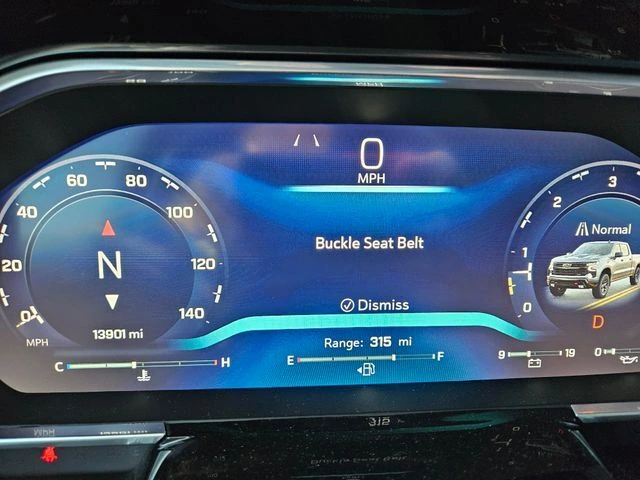 0
MPH
60 80
40 100
20 120
0 140
MPH
N
13901 mi
Buckle Seat Belt
Dismiss
Range: 315 mi
C H
E F
9 19
0
3
2
1
0
Normal
D